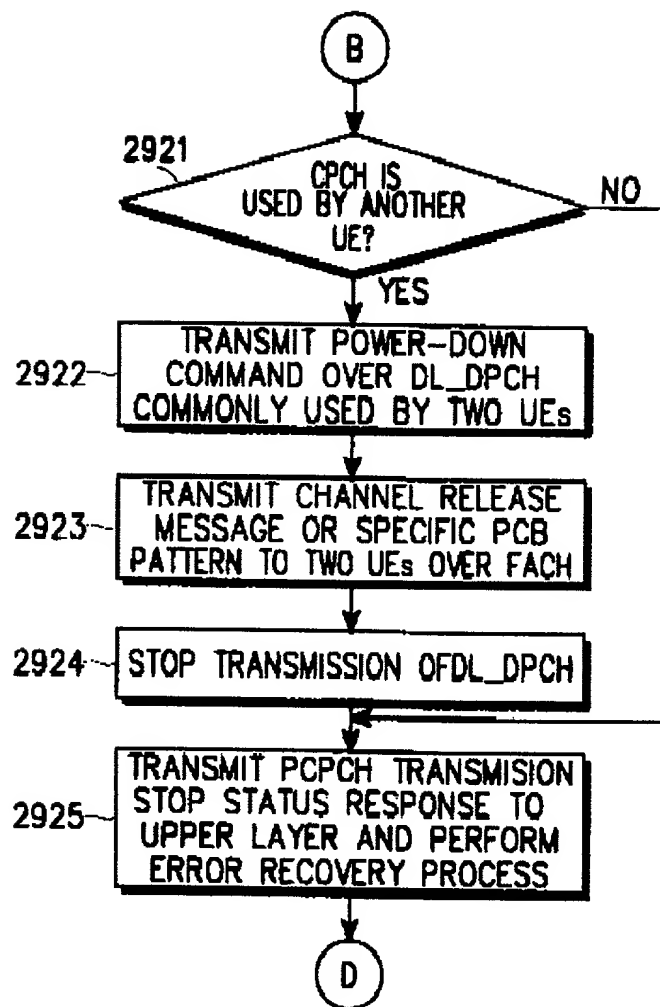 B
2921
CPCH IS
USED BY ANOTHER
UE?
NO
YES
2922
TRANSMIT POWER-DOWN
COMMAND OVER DL_DPCH
COMMONLY USED BY TWO UEs
2923
TRANSMIT CHANNEL RELEASE
MESSAGE OR SPECIFIC PCB
PATTERN TO TWO UEs OVER FACH
2924
STOP TRANSMISSION OFDL_DPCH
2925
TRANSMIT PCPCH TRANSMISION
STOP STATUS RESPONSE TO
UPPER LAYER AND PERFORM
ERROR RECOVERY PROCESS
D